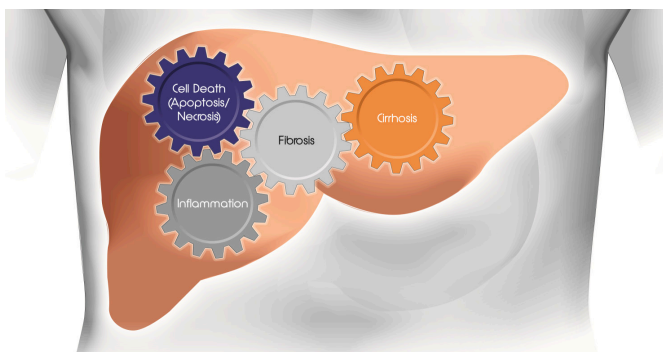 Cell Death
(Apoptosis/
Necrosis)
Fibrosis
Cirrhosis
Inflammation